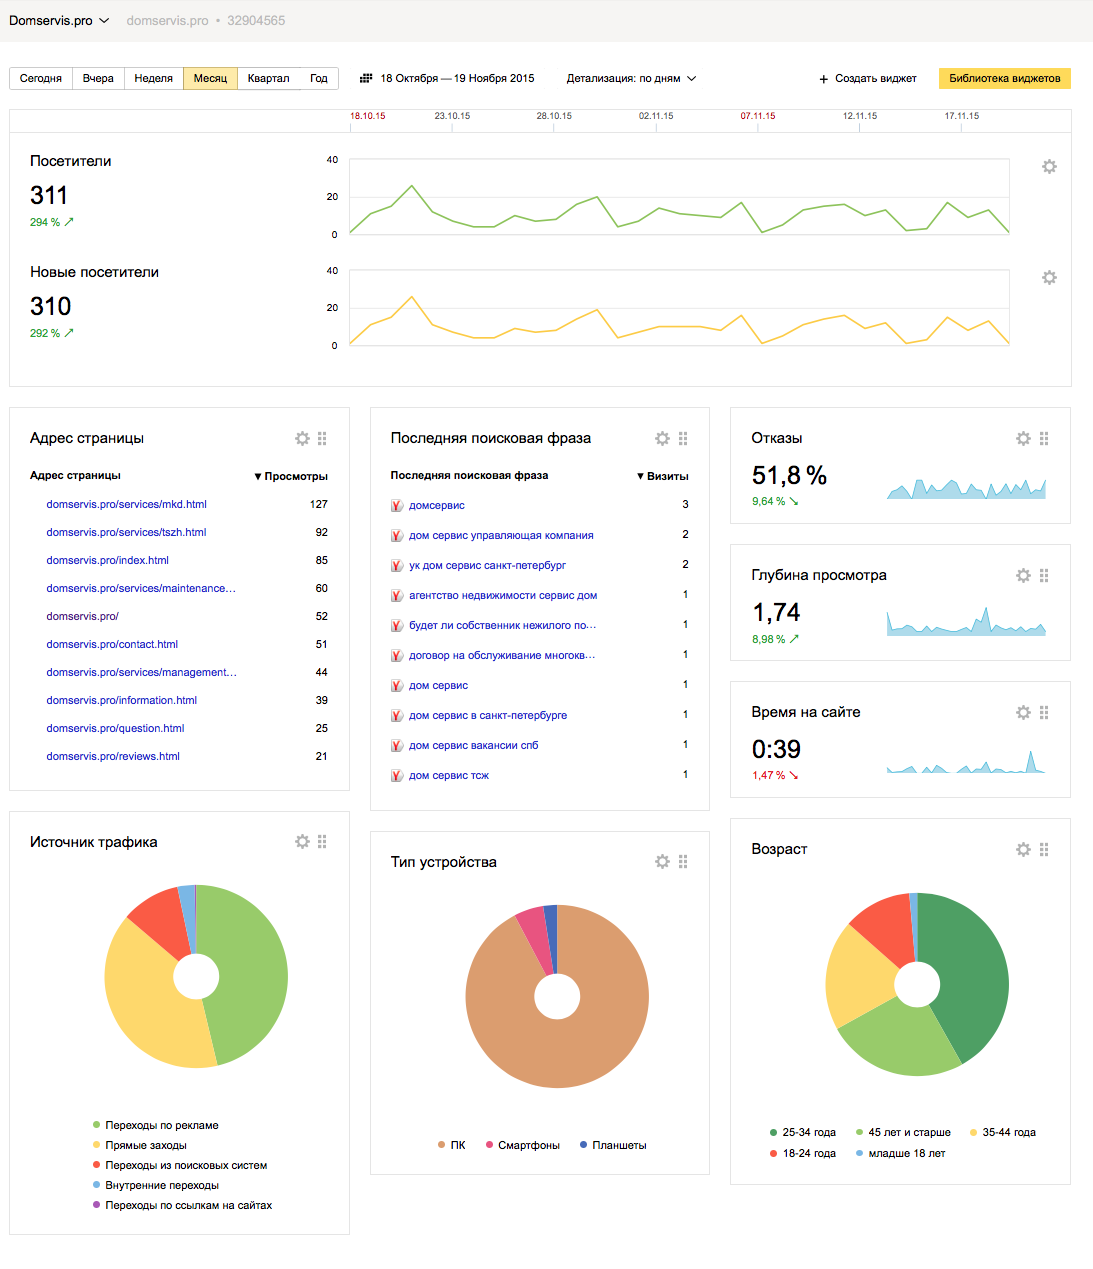 Domservis.pro domservis.pro • 32904565
Сегодня Вчера Неделя Месяц Квартал Год 18 Октября — 19 Ноября 2015 Детализация: по дням + Создать виджет Библиотека виджетов
18.10.15 23.10.15 28.10.15 02.11.15 07.11.15 12.11.15 17.11.15
Посетители
311
294 % ↗
40
20
0
Новые посетители
310
292 % ↗
40
20
0
Адрес страницы
Адрес страницы ▼ Просмотры
domservis.pro/services/mkd.html 127
domservis.pro/services/tszh.html 92
domservis.pro/index.html 85
domservis.pro/services/maintenance… 60
domservis.pro/ 52
domservis.pro/contact.html 51
domservis.pro/services/management… 44
domservis.pro/information.html 39
domservis.pro/question.html 25
domservis.pro/reviews.html 21
Последняя поисковая фраза
Последняя поисковая фраза ▼ Визиты
домсервис 3
дом сервис управляющая компания 2
ук дом сервис санкт-петербург 2
агентство недвижимости сервис дом 1
будет ли собственник нежилого по… 1
договор на обслуживание многокв… 1
дом сервис 1
дом сервис в санкт-петербурге 1
дом сервис вакансии спб 1
дом сервис тсж 1
Отказы
51,8 %
9,64 % ↘
Глубина просмотра
1,74
8,98 % ↗
Время на сайте
0:39
1,47 % ↘
Источник трафика
Переходы по рекламе
Прямые заходы
Переходы из поисковых систем
Внутренние переходы
Переходы по ссылкам на сайтах
Тип устройства
ПК Смартфоны Планшеты
Возраст
25-34 года 45 лет и старше 35-44 года
18-24 года младше 18 лет